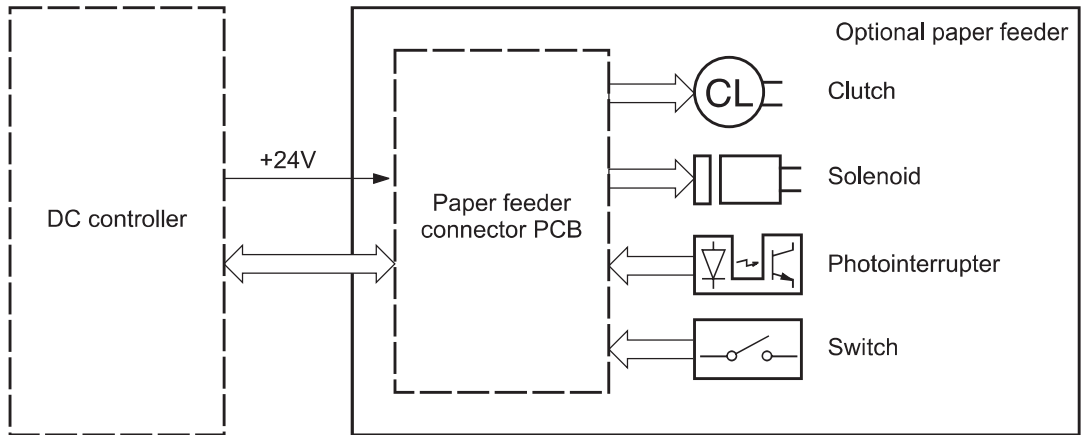 Optional paper feeder
CL
Clutch
+24V
Solenoid
DC controller
Paper feeder
connector PCB
Photointerrupter
Switch